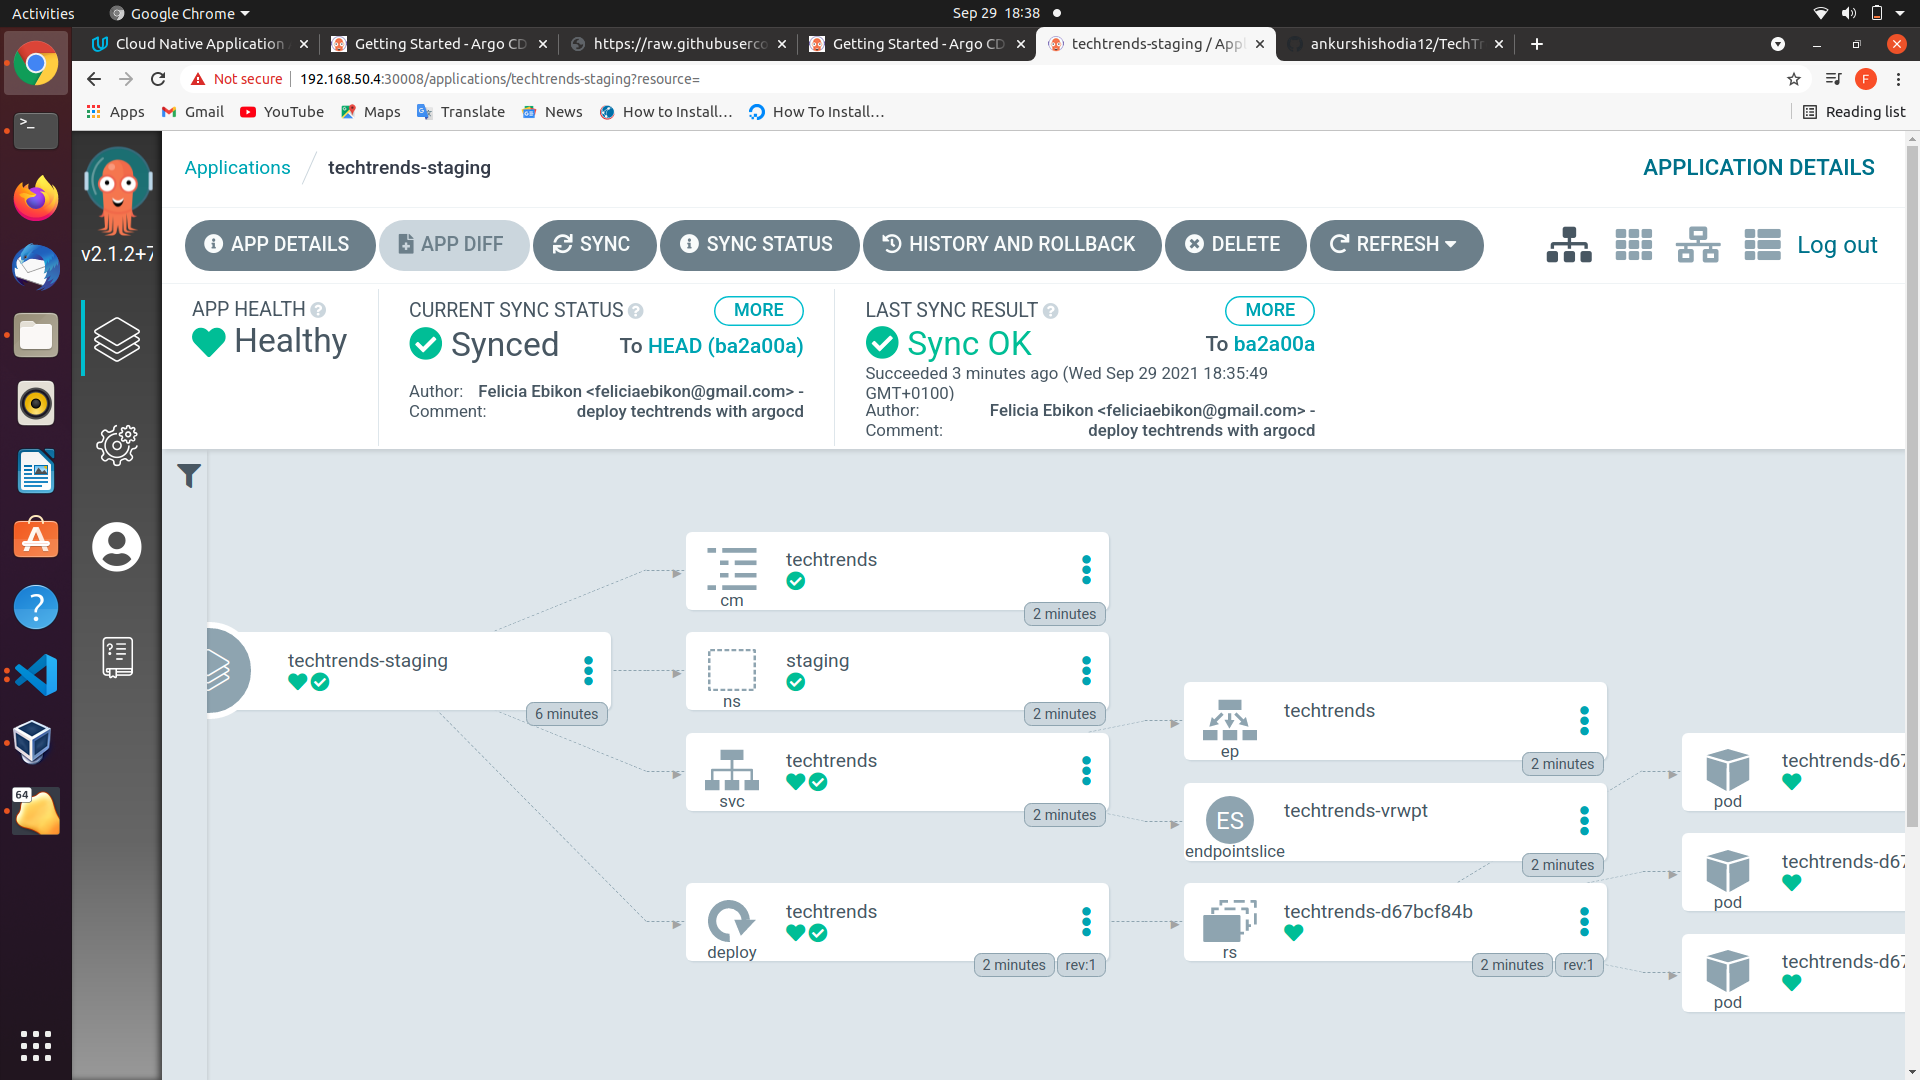 Activities
Google Chrome
Sep 29 18:38
Cloud Native Application
Getting Started - Argo CD
https://raw.githubuserco
Getting Started - Argo CD
techtrends-staging / Appl
ankurshishodia12/TechTr
Not secure
192.168.50.4:30008/applications/techtrends-staging?resource=
F
Apps
Gmail
YouTube
Maps
Translate
News
How to Install…
How To Install…
Reading list
v2.1.2+7
Applications
techtrends-staging
APPLICATION DETAILS
APP DETAILS
APP DIFF
SYNC
SYNC STATUS
HISTORY AND ROLLBACK
DELETE
REFRESH
Log out
APP HEALTH
Healthy
CURRENT SYNC STATUS
MORE
Synced
To HEAD (ba2a00a)
Author: Felicia Ebikon <feliciaebikon@gmail.com> -
Comment: deploy techtrends with argocd
LAST SYNC RESULT
MORE
Sync OK
To ba2a00a
Succeeded 3 minutes ago (Wed Sep 29 2021 18:35:49
GMT+0100)
Author: Felicia Ebikon <feliciaebikon@gmail.com> -
Comment: deploy techtrends with argocd
techtrends-staging
6 minutes
techtrends
cm
2 minutes
staging
ns
2 minutes
techtrends
svc
2 minutes
techtrends
deploy
2 minutes
rev:1
techtrends
ep
2 minutes
ES
techtrends-vrwpt
endpointslice
2 minutes
techtrends-d67bcf84b
rs
2 minutes
rev:1
techtrends-d67
pod
techtrends-d67
pod
techtrends-d67
pod
64